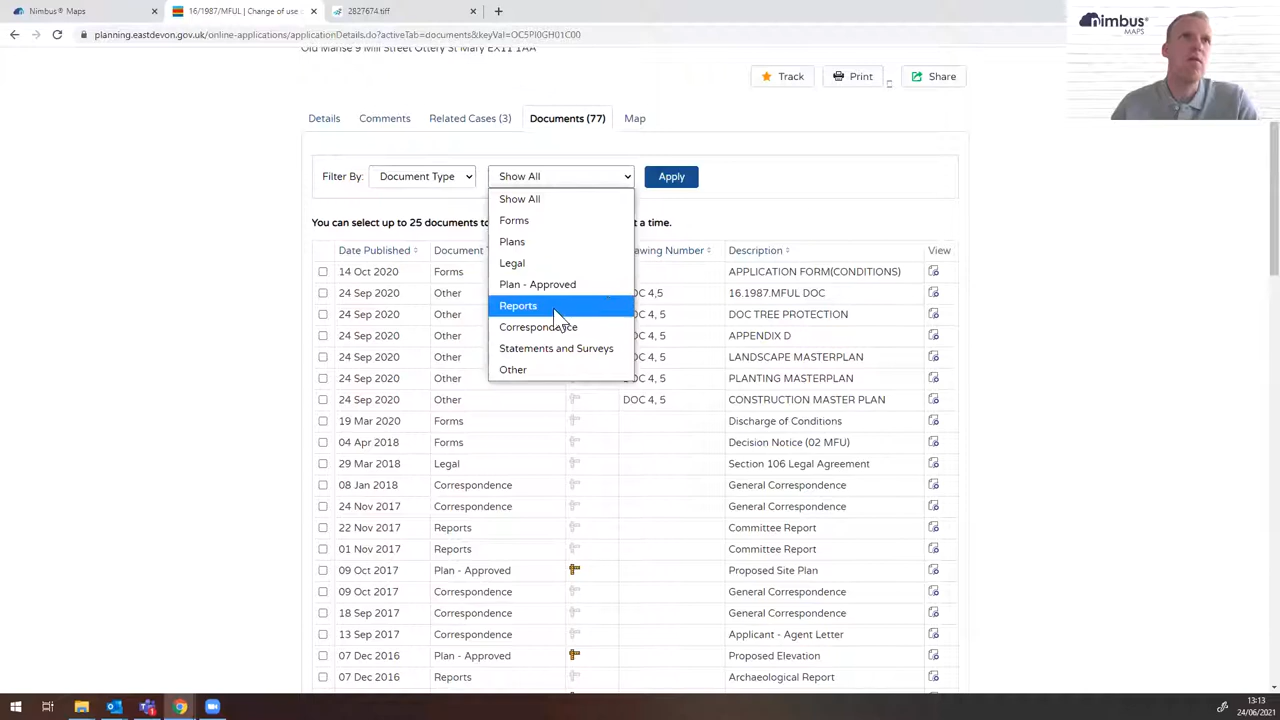 Nimbus® Maps
16/1987/MFUL | Change of use
2827674.tif
planning.eastdevon.gov.uk/online-applications/applicationDetails
&keyVal=OC5PI0GH01C00
Old Manse 9 Mill Street Ottery St Mary EX11 1AA
nimbus®
MAPS
Track
Print
Share
Details
Comments
Related Cases (3)
Documents (77)
Map
Filter By:
Document Type
Show All
Apply
Show All
Forms
Plans
Legal
Plan - Approved
Reports
Correspondence
Statements and Surveys
Other
You can select up to 25 documents to
t a time.
Date Published Document awing Number Description View
14 Oct 2020 Forms APPLICATION FORM(CONDITIONS)
24 Sep 2020 Other OC 4,5 16.1987.MFUL DOC
24 Sep 2020 Other OC 4, 5 DOC TREE PROTECTION
24 Sep 2020 Other OC 4, 5 APPENDIX D
24 Sep 2020 Other OC 4, 5 LANDSCAPE MASTERPLAN
24 Sep 2020 Other OC 4, 5 PLANTING MASTERPLAN
24 Sep 2020 Other DOC 4, 5 CONSTRUCTION MASTER PLAN
19 Mar 2020 Forms Discharge of Conditions
04 Apr 2018 Forms Decision Notice (02 MFU)
29 Mar 2018 Legal Section 106 Legal Agreement
08 Jan 2018 Correspondence General Correspondence
24 Nov 2017 Correspondence General Correspondence
22 Nov 2017 Reports Committee Report
01 Nov 2017 Reports Committee Report
09 Oct 2017 Plan - Approved Proposed Site Plan
09 Oct 2017 Correspondence General Correspondence
18 Sep 2017 Correspondence General Correspondence
13 Sep 2017 Correspondence Applicant - Agent Letter
07 Dec 2016 Plan - Approved Proposed Elevation
07 Dec 2016 Reports Archaeological Report
13:13
24/06/2021